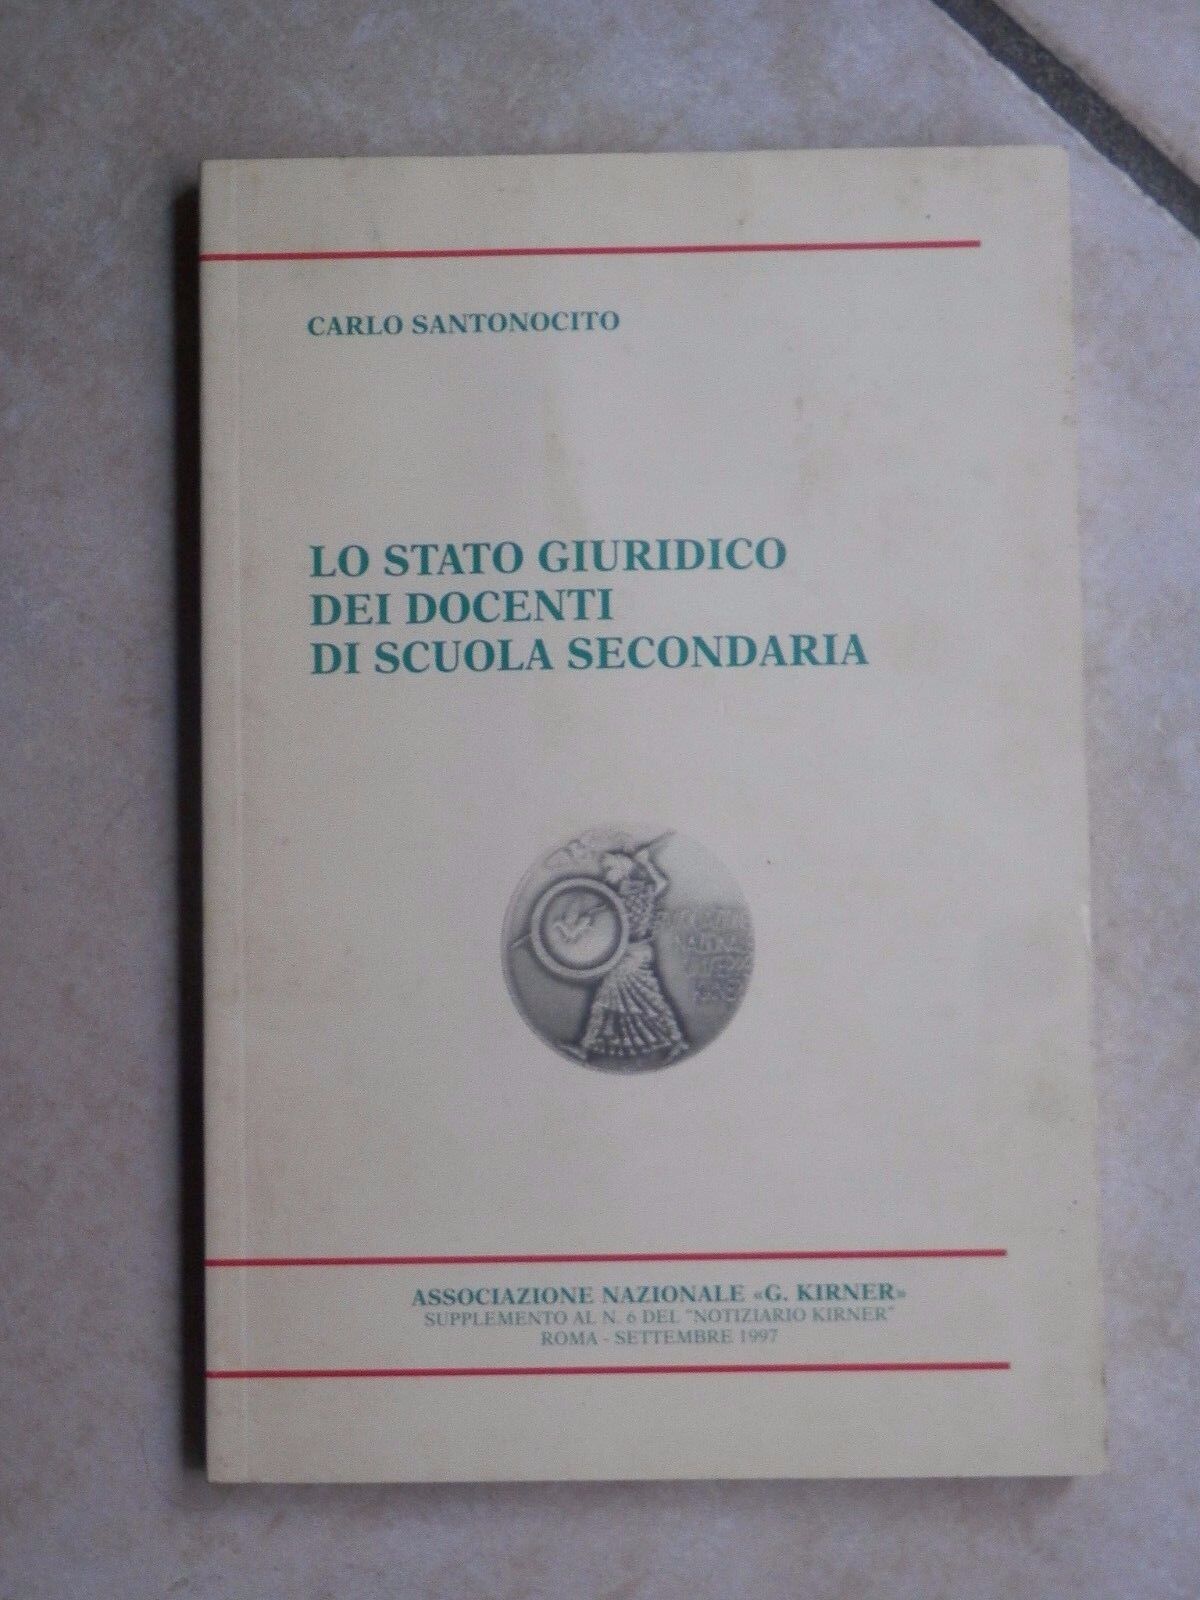 CARLO SANTONOCITO
LO STATO GIURIDICO
DEI DOCENTI
DI SCUOLA SECONDARIA
ASSOCIAZIONE NAZIONALE «G. KIRNER»
SUPPLEMENTO AL N. 6 DEL "NOTIZIARIO KIRNER"
ROMA - SETTEMBRE 1997